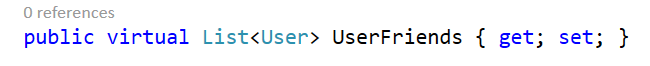 0 references
public virtual List<User> UserFriends { get; set; }